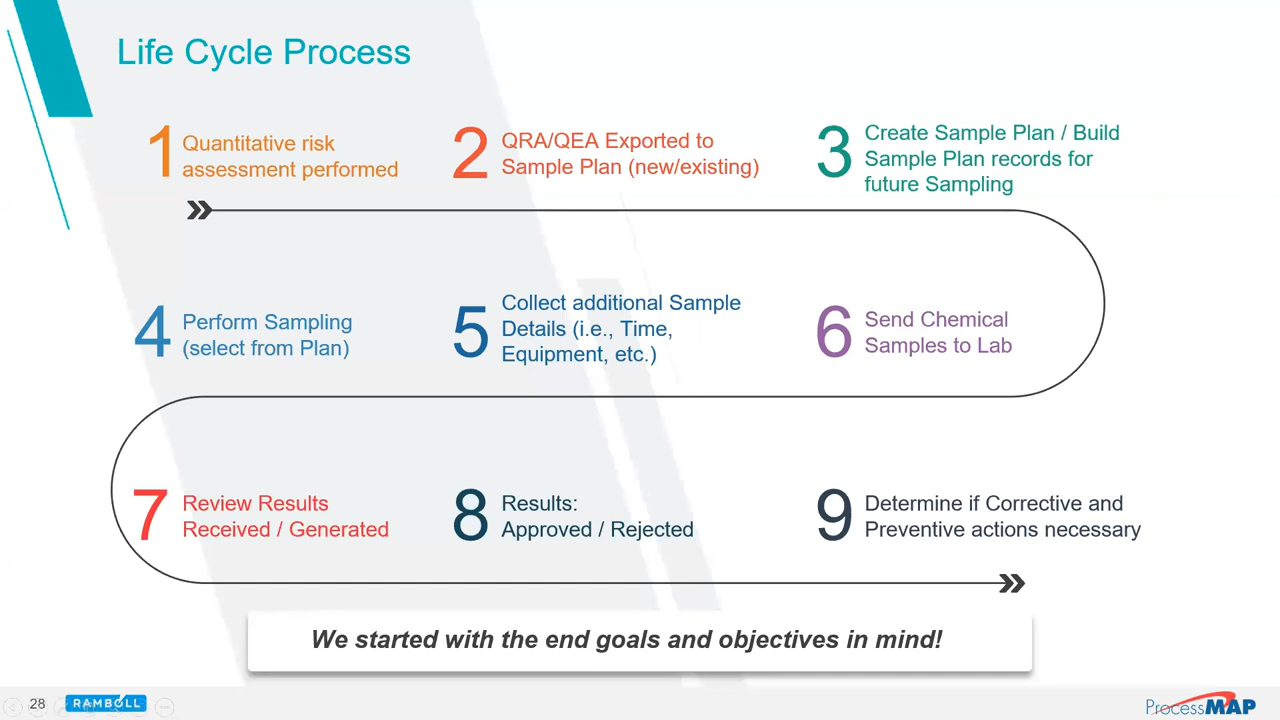 Life Cycle Process
1
Quantitative risk
assessment performed
2
QRA/QEA Exported to
Sample Plan (new/existing)
3
Create Sample Plan / Build
Sample Plan records for
future Sampling
4
Perform Sampling
(select from Plan)
5
Collect additional Sample
Details (i.e., Time,
Equipment, etc.)
6
Send Chemical
Samples to Lab
7
Review Results
Received / Generated
8
Results:
Approved / Rejected
9
Determine if Corrective and
Preventive actions necessary
We started with the end goals and objectives in mind!
28
RAMBOLL
ProcessMAP